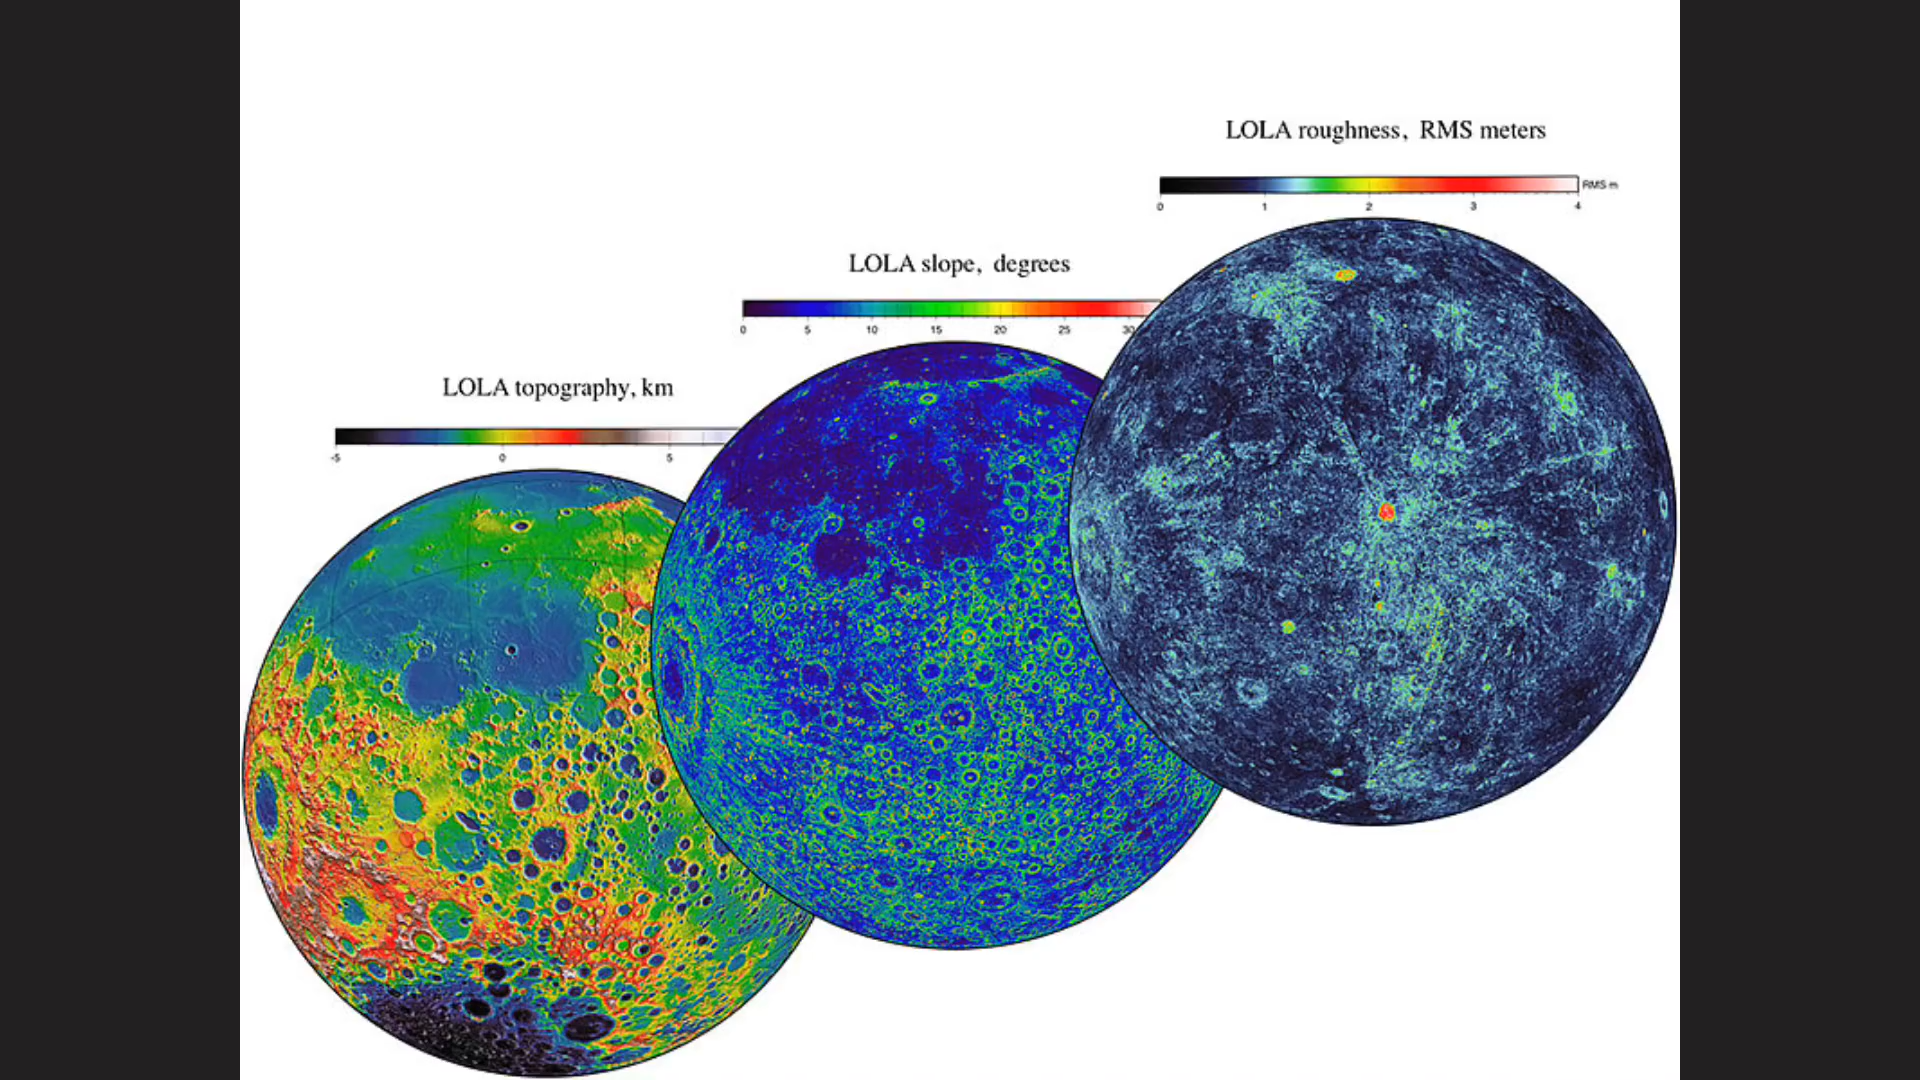 LOLA roughness, RMS meters
RMS m
0 1 2 3 4
LOLA slope, degrees
0 5 10 15 20 25 30
LOLA topography, km
-5 0 5